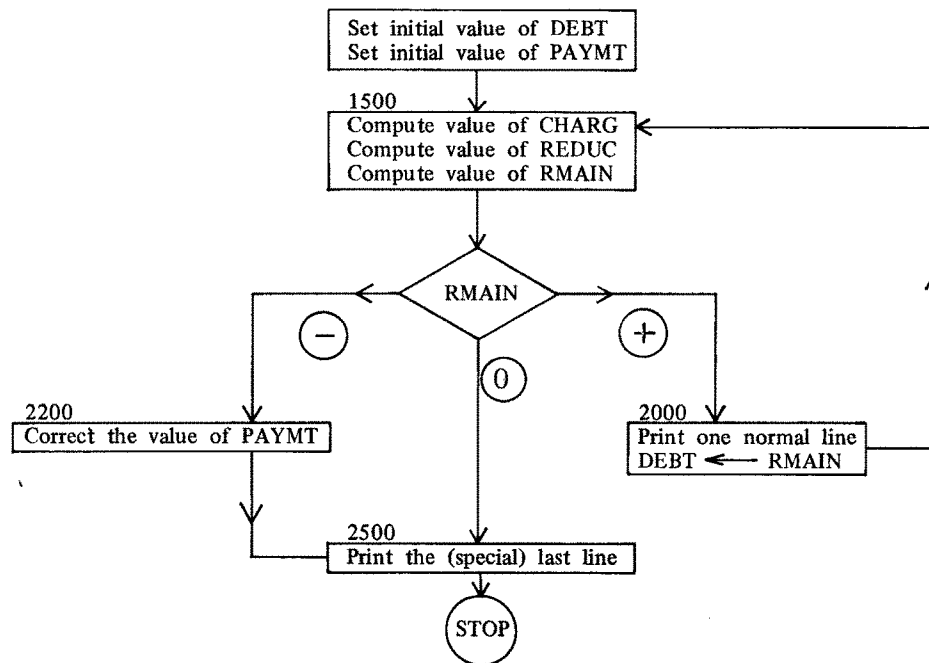 Set initial value of DEBT
Set initial value of PAYMT
1500
Compute value of CHARG
Compute value of REDUC
Compute value of RMAIN
RMAIN
−
+
0
2200
Correct the value of PAYMT
2000
Print one normal line
DEBT ← RMAIN
2500
Print the (special) last line
STOP